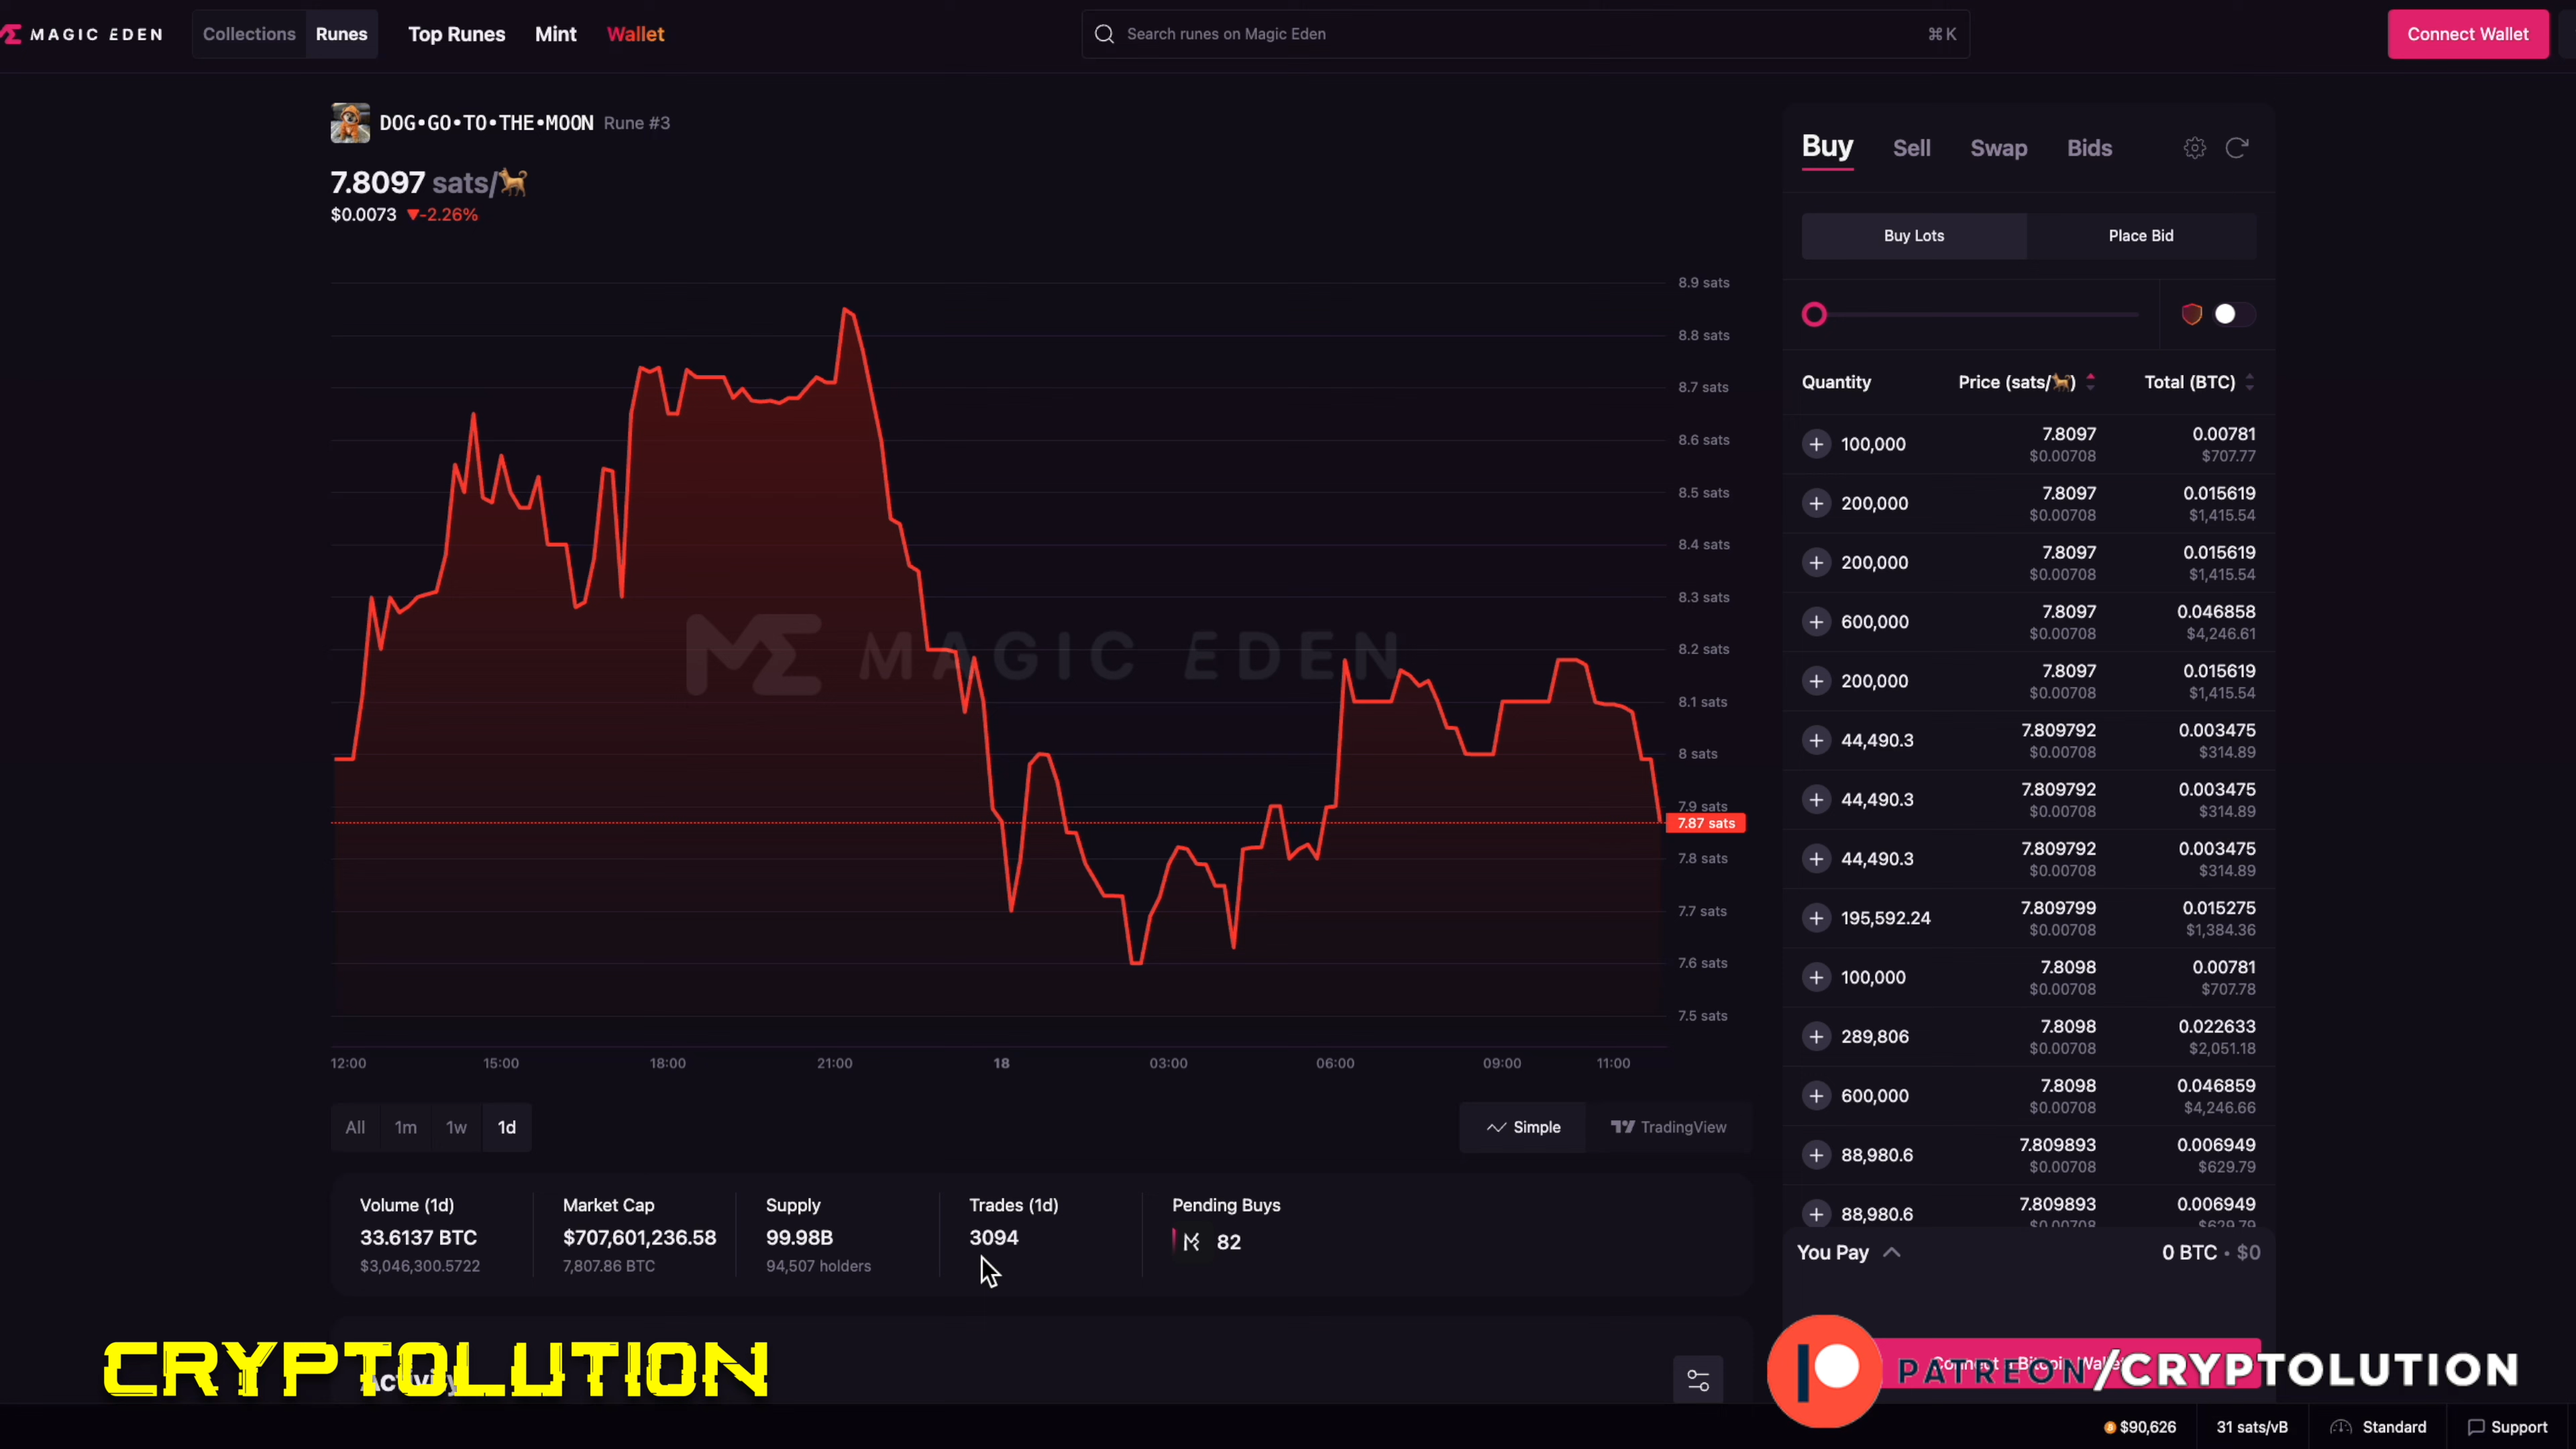 MAGIC EDEN
Collections Runes Top Runes Mint Wallet
Search runes on Magic Eden
⌘ K
Connect Wallet
DOG•GO•TO•THE•MOON Rune #3
7.8097 sats/🐕
$0.0073 ▼-2.26%
8.9 sats
8.8 sats
8.7 sats
8.6 sats
8.5 sats
8.4 sats
8.3 sats
8.2 sats
8.1 sats
8 sats
7.9 sats
7.87 sats
7.8 sats
7.7 sats
7.6 sats
7.5 sats
MAGIC EDEN
12:00 15:00 18:00 21:00 18 03:00 06:00 09:00 11:00
All 1m 1w 1d
Simple TradingView
Volume (1d)
33.6137 BTC
$3,046,300.5722
Market Cap
$707,601,236.58
7,807.86 BTC
Supply
99.98B
94,507 holders
Trades (1d)
3094
Pending Buys
82
Activity
Buy Sell Swap Bids
Buy Lots Place Bid
Quantity Price (sats/🐕) Total (BTC)
100,000 7.8097 0.00781
$0.00708 $707.77
200,000 7.8097 0.015619
$0.00708 $1,415.54
200,000 7.8097 0.015619
$0.00708 $1,415.54
600,000 7.8097 0.046858
$0.00708 $4,246.61
200,000 7.8097 0.015619
$0.00708 $1,415.54
44,490.3 7.809792 0.003475
$0.00708 $314.89
44,490.3 7.809792 0.003475
$0.00708 $314.89
44,490.3 7.809792 0.003475
$0.00708 $314.89
195,592.24 7.809799 0.015275
$0.00708 $1,384.36
100,000 7.8098 0.00781
$0.00708 $707.78
289,806 7.8098 0.022633
$0.00708 $2,051.18
600,000 7.8098 0.046859
$0.00708 $4,246.66
88,980.6 7.809893 0.006949
$0.00708 $629.79
88,980.6 7.809893 0.006949
$0.00708 $629.79
You Pay 0 BTC • $0
CRYPTOLUTION
PATREON/CRYPTOLUTION
$90,626 31 sats/vB Standard Support